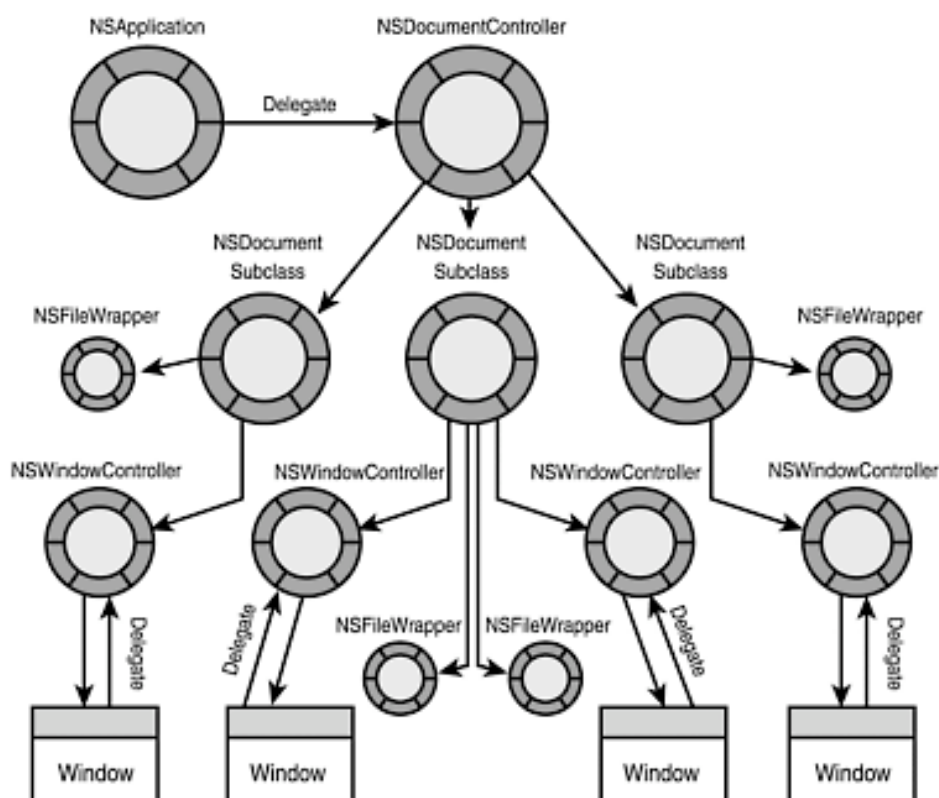 NSApplication
NSDocumentController
Delegate
NSDocument
Subclass
NSDocument
Subclass
NSDocument
Subclass
NSFileWrapper
NSFileWrapper
NSWindowController
NSWindowController
NSWindowController
NSWindowController
Delegate
Delegate
NSFileWrapper
NSFileWrapper
Delegate
Delegate
Window
Window
Window
Window